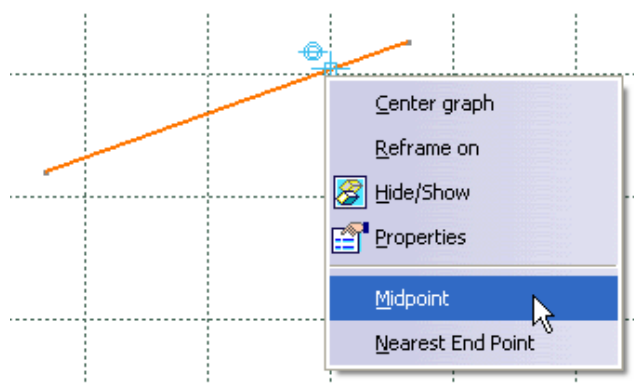 Center graph
Reframe on
Hide/Show
Properties
Midpoint
Nearest End Point